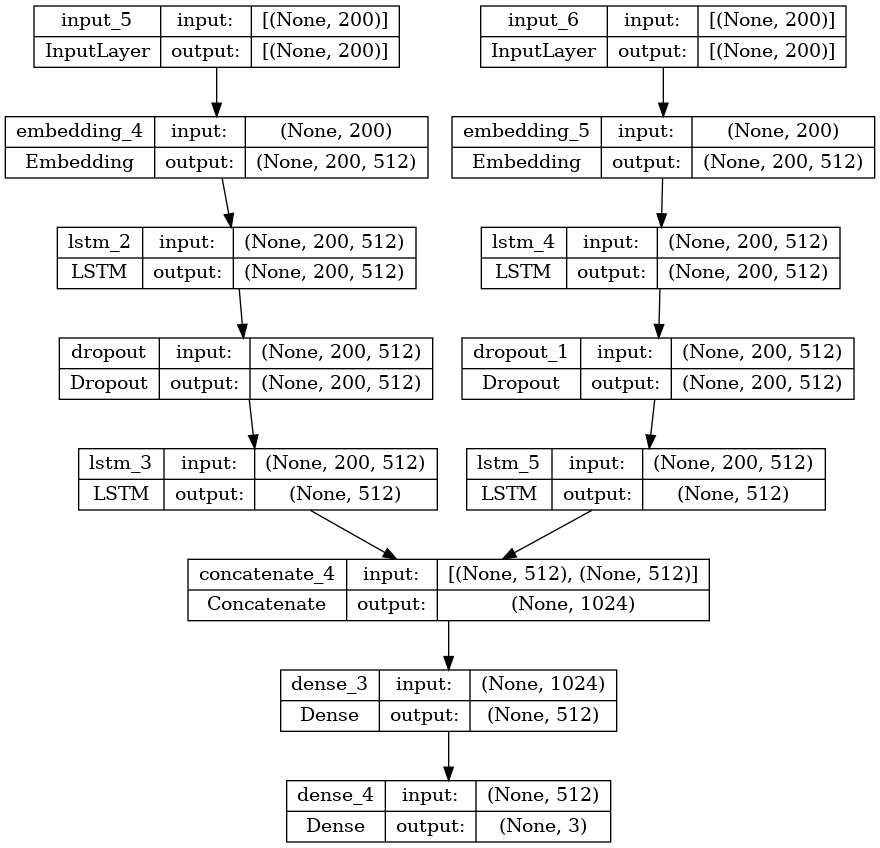 input_5 input: [(None, 200)] input_6 input: [(None, 200)]
InputLayer output: [(None, 200)] InputLayer output: [(None, 200)]
embedding_4 input: (None, 200) embedding_5 input: (None, 200)
Embedding output: (None, 200, 512) Embedding output: (None, 200, 512)
lstm_2 input: (None, 200, 512) lstm_4 input: (None, 200, 512)
LSTM output: (None, 200, 512) LSTM output: (None, 200, 512)
dropout input: (None, 200, 512) dropout_1 input: (None, 200, 512)
Dropout output: (None, 200, 512) Dropout output: (None, 200, 512)
lstm_3 input: (None, 200, 512) lstm_5 input: (None, 200, 512)
LSTM output: (None, 512) LSTM output: (None, 512)
concatenate_4 input: [(None, 512), (None, 512)]
Concatenate output: (None, 1024)
dense_3 input: (None, 1024)
Dense output: (None, 512)
dense_4 input: (None, 512)
Dense output: (None, 3)